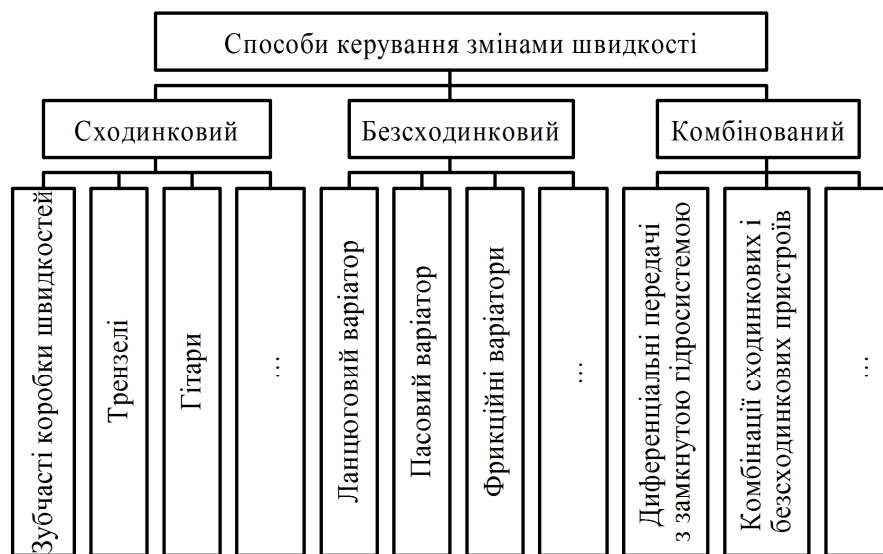 Способи керування змінами швидкості
Сходинковий
Безсходинковий
Комбінований
Зубчасті коробки швидкостей
Трензелі
Гітари
...
Ланцюговий варіатор
Пасовий варіатор
Фрикційні варіатори
...
Диференціальні передачі
з замкнутою гідросистемою
Комбінації сходинкових і
безсходинкових пристроїв
...